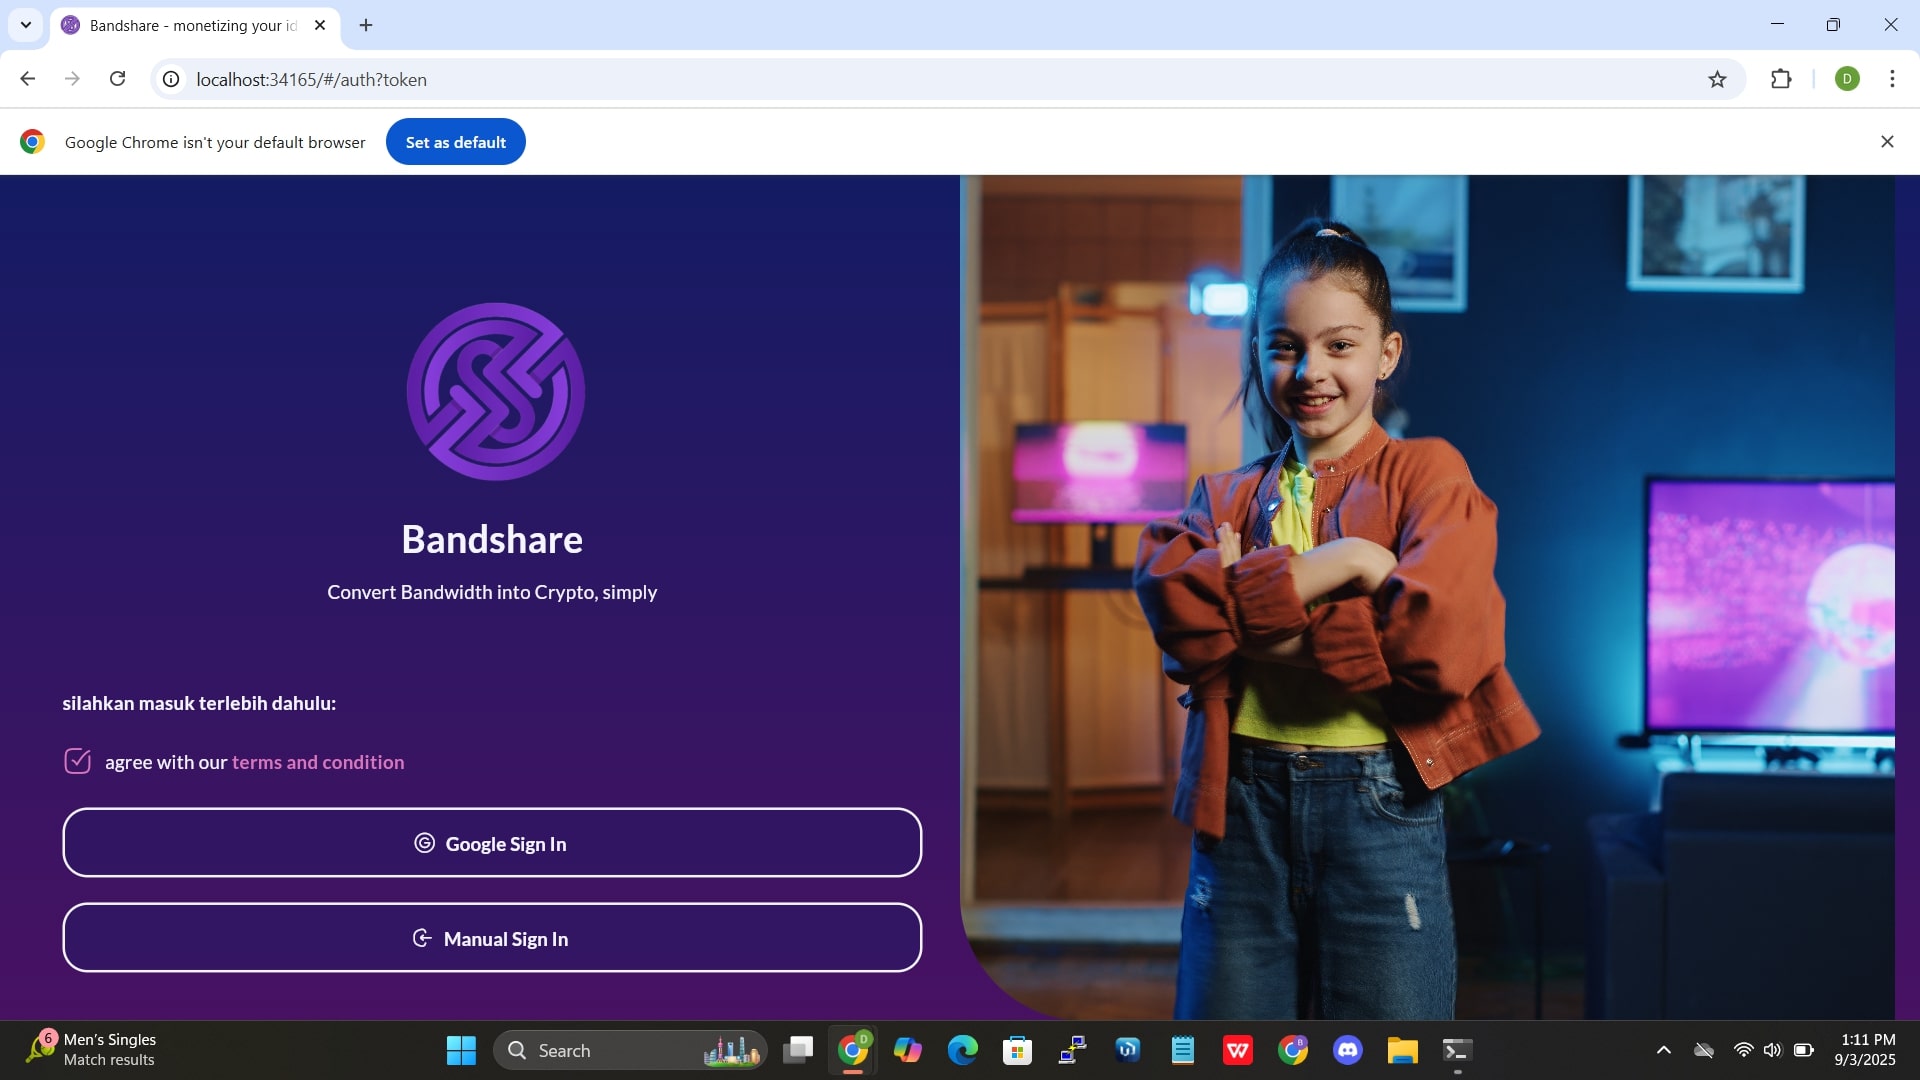 Bandshare - monetizing your id
localhost:34165/#/auth?token
D
Google Chrome isn't your default browser
Set as default
Bandshare
Convert Bandwidth into Crypto, simply
silahkan masuk terlebih dahulu:
agree with our terms and condition
Google Sign In
Manual Sign In
6
Men's Singles
Match results
Search
D
W
B
1:11 PM
9/3/2025